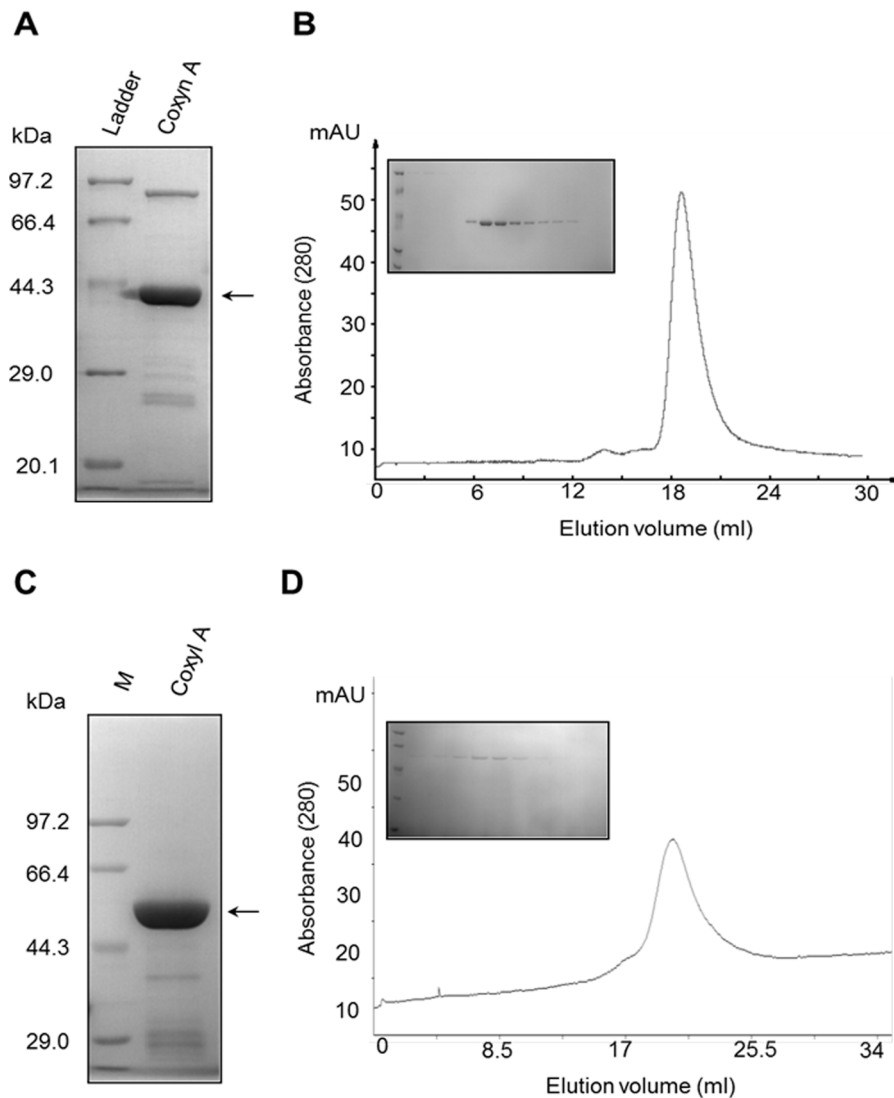 A
Ladder
Coxyn A
kDa
97.2
66.4
44.3
29.0
20.1
B
mAU
50
40
30
20
10
Absorbance (280)
0 6 12 18 24 30
Elution volume (ml)
C
M
Coxyl A
kDa
97.2
66.4
44.3
29.0
D
mAU
50
40
30
20
10
Absorbance (280)
0 8.5 17 25.5 34
Elution volume (ml)